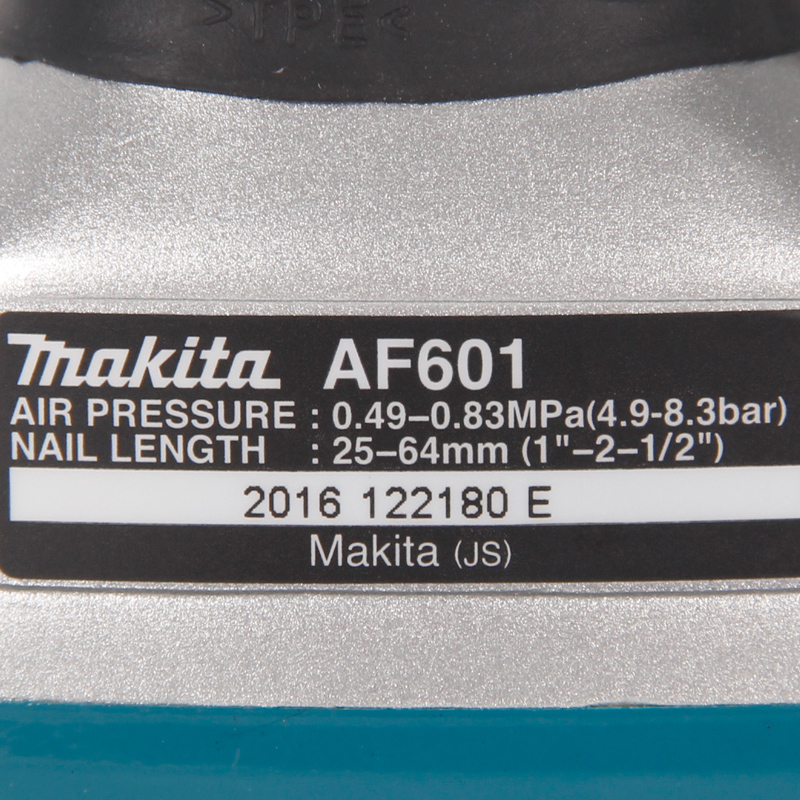 >TPE<
makita AF601
AIR PRESSURE : 0.49–0.83MPa(4.9-8.3bar)
NAIL LENGTH : 25–64mm (1"–2–1/2")
2016 122180 E
Makita (JS)